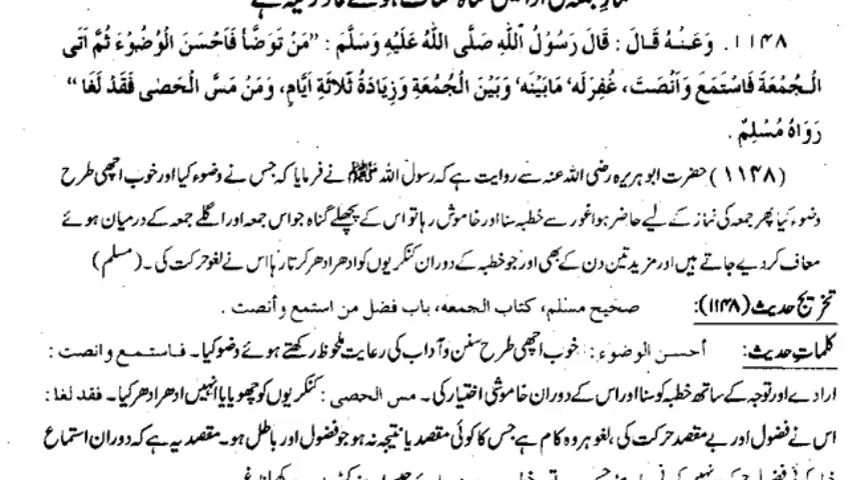 ۱۱۴۸. وَعَنْهُ قَالَ : قَالَ رَسُوْلُ اللهِ صَلَّى اللهُ عَلَيْهِ وَسَلَّمَ : "مَنْ تَوَضَّأَ فَاَحْسَنَ الْوُضُوْءَ ثُمَّ اَتَى
الْجُمُعَةَ فَاسْتَمَعَ وَاَنْصَتَ، غُفِرَلَهٗ مَابَيْنَهٗ وَبَيْنَ الْجُمُعَةِ وَزِيَادَةُ ثَلَاثَةِ اَيَّامٍ، وَمَنْ مَسَّ الْحَصٰى فَقَدْ لَغَا"
رَوَاهُ مُسْلِمٌ .
(۱۱۴۸) حضرت ابو ہریرہ رضی اللہ عنہ سے روایت ہے کہ رسول اللہ ﷺ نے فرمایا کہ جس نے وضوء کیا اور خوب اچھی طرح
وضوء کیا پھر جمعہ کی نماز کے لیے حاضر ہوا غور سے خطبہ سنا اور خاموش رہا تو اس کے پچھلے گناہ جو اس جمعہ اور اگلے جمعہ کے درمیان ہوئے
معاف کر دیے جاتے ہیں اور مزید تین دن کے بھی اور جو خطبہ کے دوران کنکریوں کو ادھر ادھر کرتا رہا اس نے لغو حرکت کی۔ (مسلم)
تخریج حدیث (۱۱۴۸): صحیح مسلم، کتاب الجمعہ، باب فضل من استمع وأنصت .
کلمات حدیث: أحسن الوضوء : خوب اچھی طرح سنن و آداب کی رعایت ملحوظ رکھتے ہوئے وضو کیا۔ فاستمع وانصت :
ارادے اور توجہ کے ساتھ خطبہ کو سنا اور اس کے دوران خاموشی اختیار کی۔ مس الحصی : کنکریوں کو چھویا یا انہیں ادھر ادھر کیا۔ فقد لغا :
اس نے فضول اور بے مقصد حرکت کی، لغو ہر وہ کام ہے جس کا کوئی مقصد یا نتیجہ نہ ہو جو فضول اور باطل ہو۔ مقصد یہ ہے کہ دوران استماع